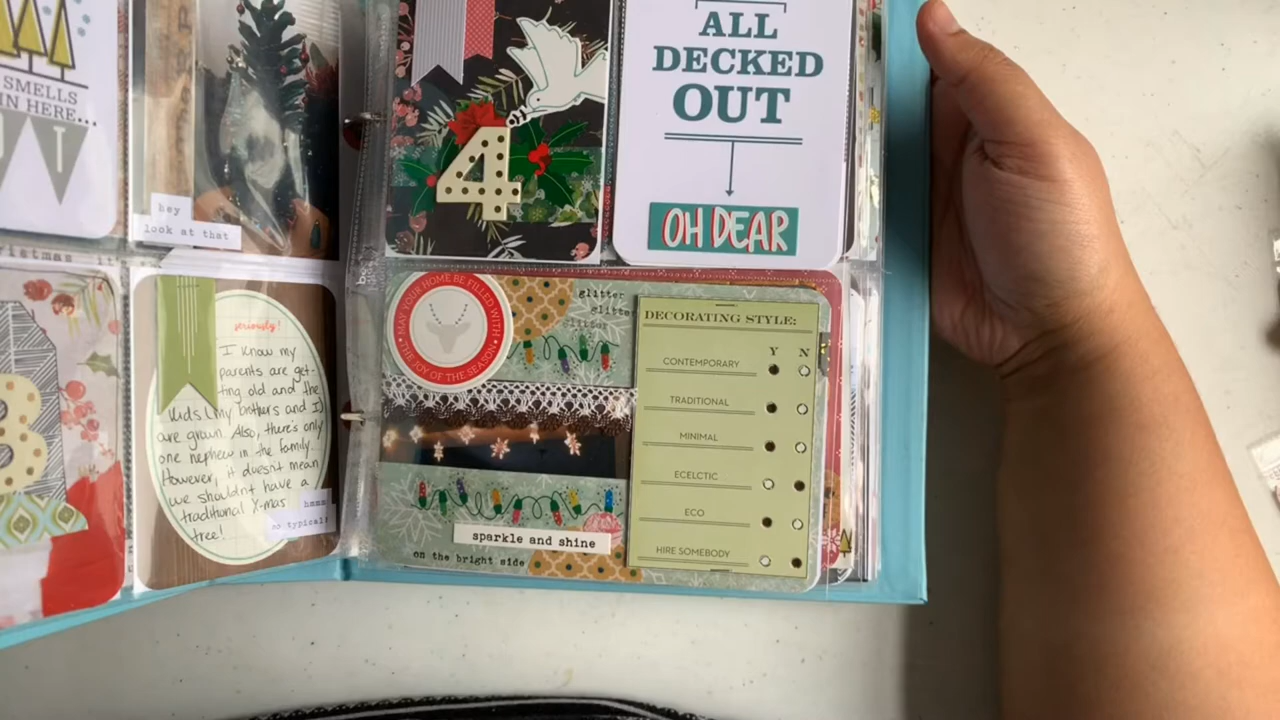 SMELLS
IN HERE...
T
hey
look at that
seriously!
I know my
parents are get-
ting old and the
kids (my brothers and I)
are grown. Also, there's only
one nephew in the family.
However, it doesn't mean
we shouldn't have a
traditional X-mas
tree!
hmmm
so typical!
3
4
ALL
DECKED
OUT
OH DEAR
MAY YOUR HOME BE FILLED WITH
• THE JOY OF THE SEASON •
glitter
glitter
glitter
sparkle and shine
on the bright side
DECORATING STYLE:
Y N
CONTEMPORARY
TRADITIONAL
MINIMAL
ECELCTIC
ECO
HIRE SOMEBODY